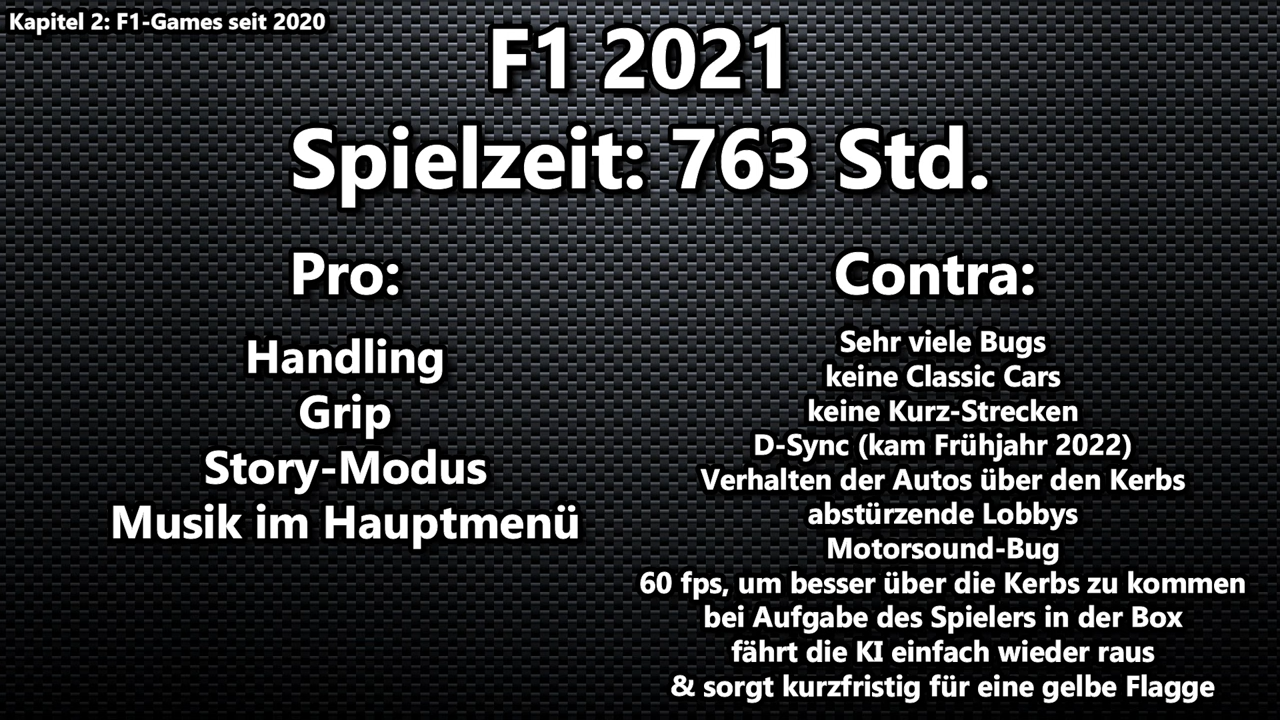 Kapitel 2: F1-Games seit 2020
F1 2021
Spielzeit: 763 Std.
Pro:
Handling
Grip
Story-Modus
Musik im Hauptmenü
Contra:
Sehr viele Bugs
keine Classic Cars
keine Kurz-Strecken
D-Sync (kam Frühjahr 2022)
Verhalten der Autos über den Kerbs
abstürzende Lobbys
Motorsound-Bug
60 fps, um besser über die Kerbs zu kommen
bei Aufgabe des Spielers in der Box
fährt die KI einfach wieder raus
& sorgt kurzfristig für eine gelbe Flagge